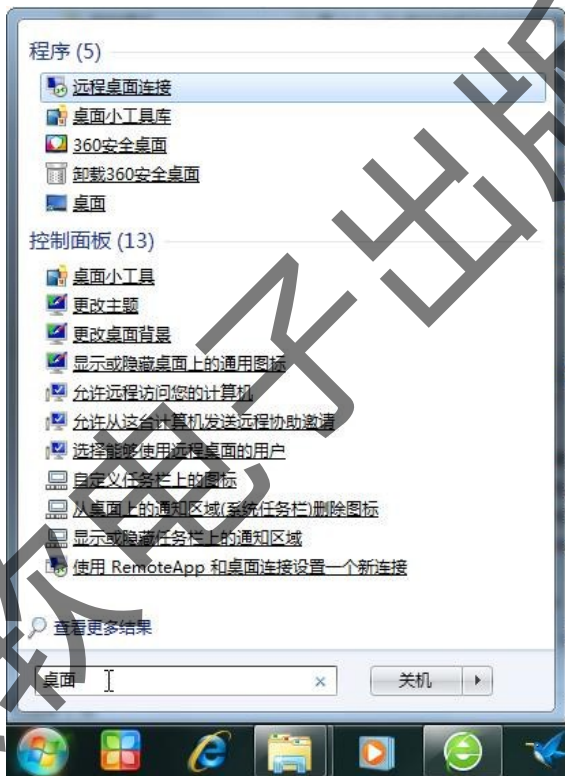 程序 (5)
远程桌面连接
桌面小工具库
360安全桌面
卸载360安全桌面
桌面
控制面板 (13)
桌面小工具
更改主题
更改桌面背景
显示或隐藏桌面上的通用图标
允许远程访问您的计算机
允许从这台计算机发送远程协助邀请
选择能够使用远程桌面的用户
自定义任务栏上的图标
从桌面上的通知区域(系统任务栏)删除图标
显示或隐藏任务栏上的通知区域
使用 RemoteApp 和桌面连接设置一个新连接
查看更多结果
桌面
关机
软电子出版